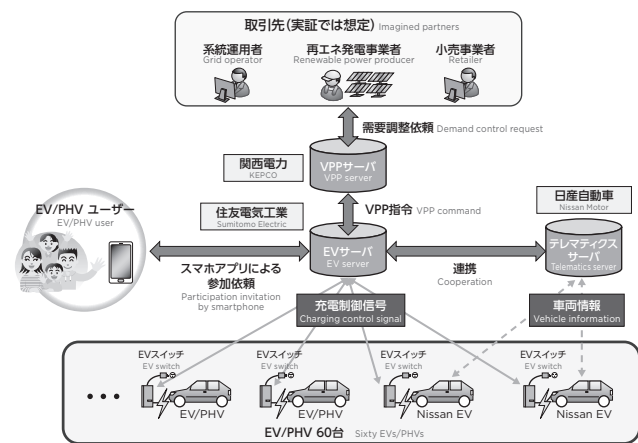 取引先(実証では想定) Imagined partners
系統運用者
Grid operator
再エネ発電事業者
Renewable power producer
小売事業者
Retailer
需要調整依頼 Demand control request
関西電力
KEPCO
VPPサーバ
VPP server
住友電気工業
Sumitomo Electric
VPP指令 VPP command
日産自動車
Nissan Motor
EV/PHV ユーザー
EV/PHV user
EVサーバ
EV server
テレマティクス
サーバ
Telematics server
スマホアプリによる
参加依頼
Participation invitation
by smartphone
連携
Cooperation
充電制御信号
Charging control signal
車両情報
Vehicle information
EVスイッチ
EV switch
EVスイッチ
EV switch
EVスイッチ
EV switch
EVスイッチ
EV switch
•••
EV/PHV
EV/PHV
Nissan EV
Nissan EV
EV/PHV 60台 Sixty EVs/PHVs